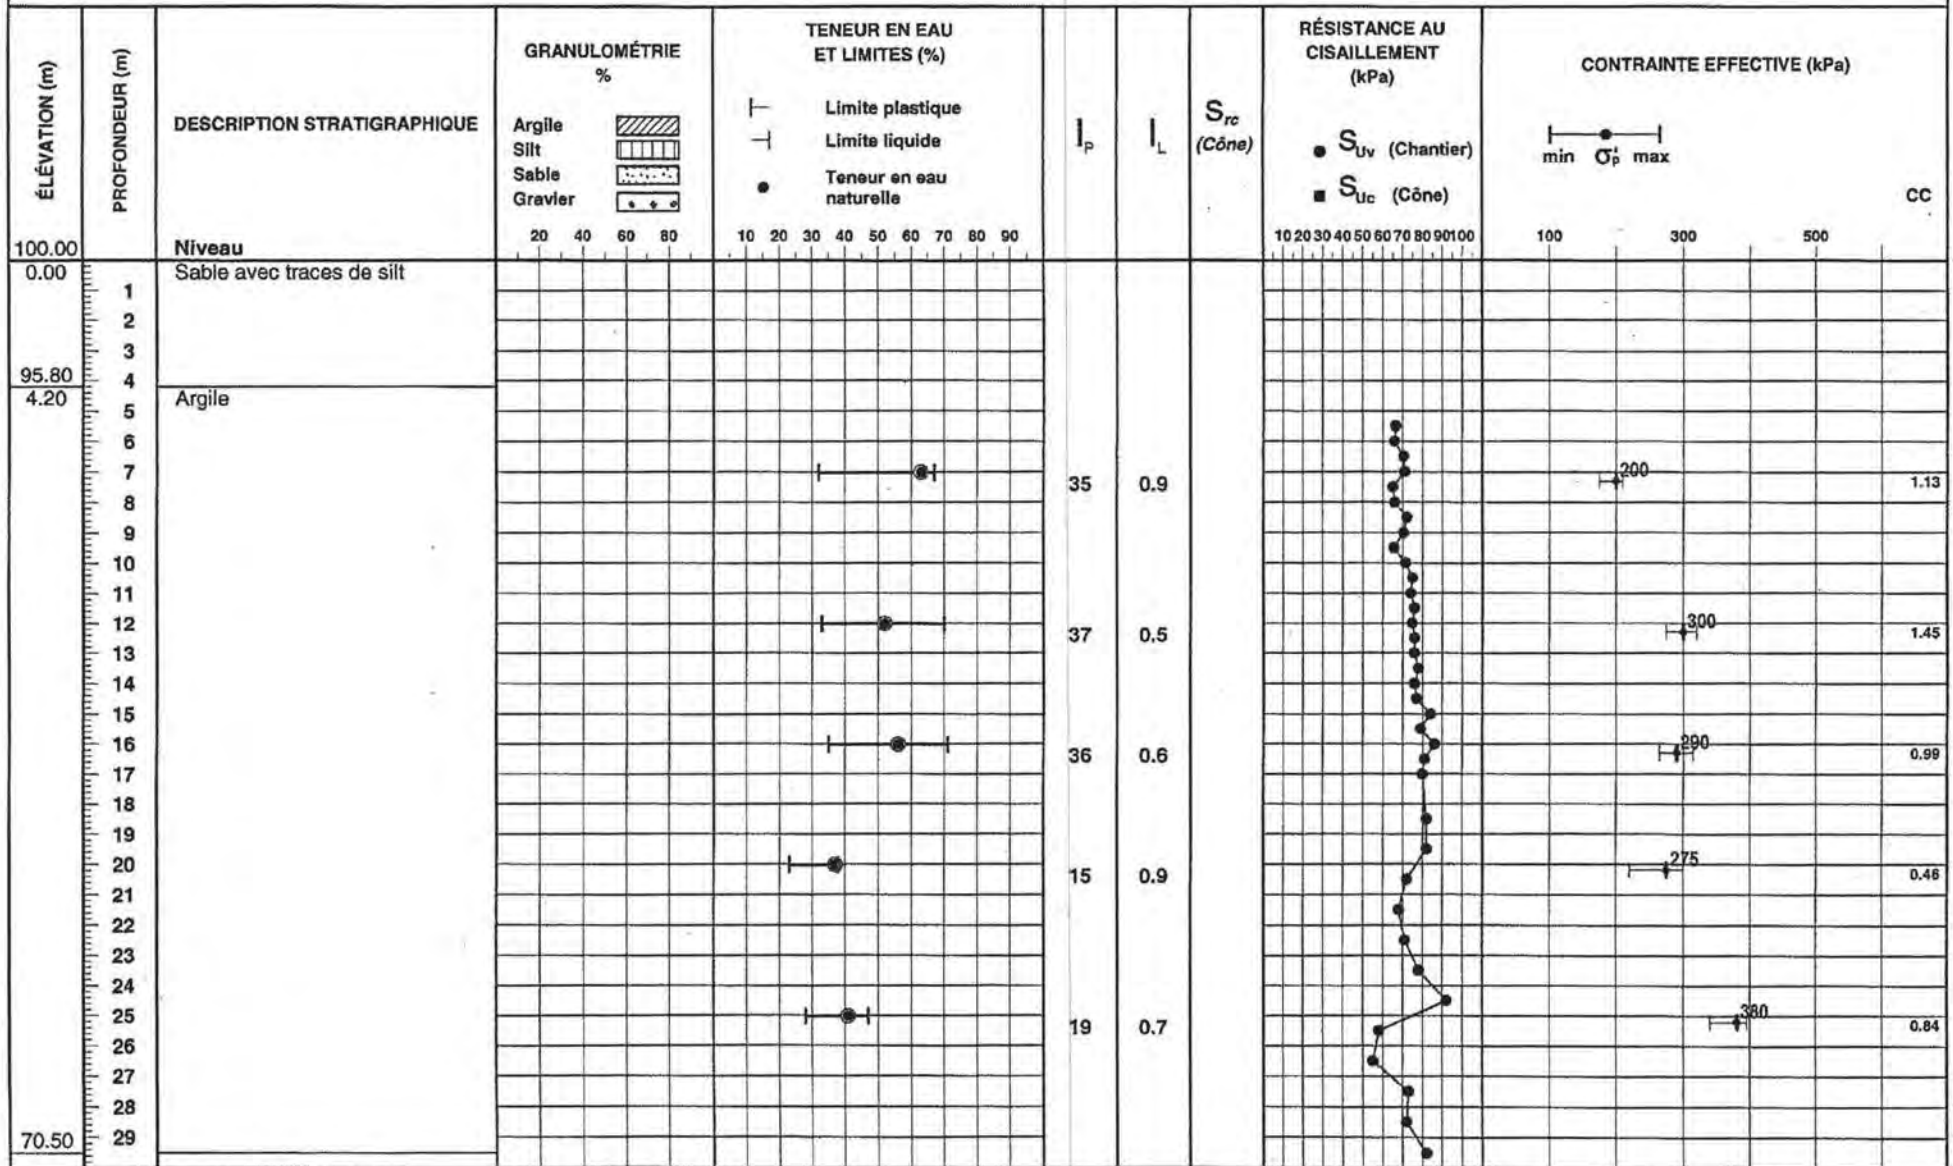 ÉLÉVATION (m)
PROFONDEUR (m)
DESCRIPTION STRATIGRAPHIQUE
GRANULOMÉTRIE
%
Argile
Silt
Sable
Gravier
20 40 60 80
TENEUR EN EAU
ET LIMITES (%)
Limite plastique
Limite liquide
Teneur en eau
naturelle
10 20 30 40 50 60 70 80 90
IP
IL
Src
(Cône)
RÉSISTANCE AU
CISAILLEMENT
(kPa)
SUv (Chantier)
SUc (Cône)
10 20 30 40 50 60 70 80 90 100
CONTRAINTE EFFECTIVE (kPa)
min σ'p max
CC
100 300 500
100.00
Niveau
0.00
Sable avec traces de silt
1
2
3
95.80
4
4.20
Argile
5
6
7
35 0.9 200 1.13
8
9
10
11
12
37 0.5 300 1.45
13
14
15
16
36 0.6 290 0.99
17
18
19
20
15 0.9 275 0.46
21
22
23
24
25
19 0.7 380 0.84
26
27
28
70.50
29